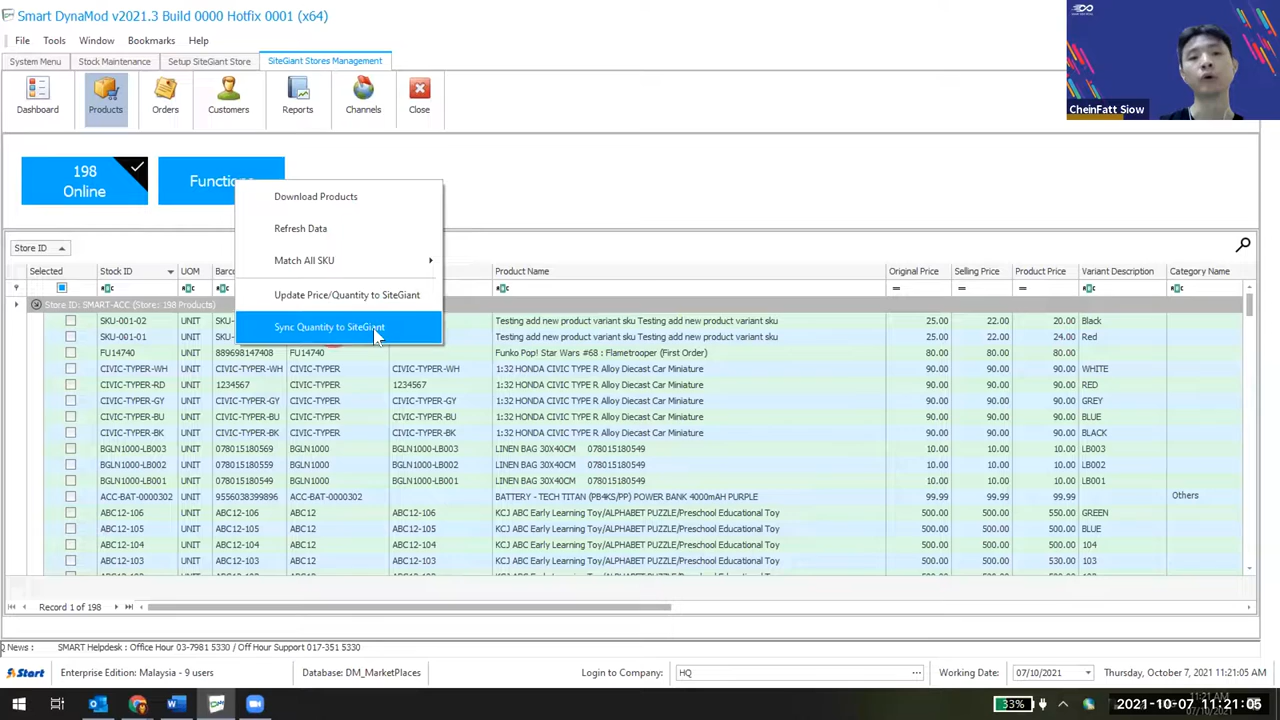 Smart DynaMod v2021.3 Build 0000 Hotfix 0001 (x64)
File Tools Window Bookmarks Help
System Menu Stock Maintenance Setup SiteGiant Store SiteGiant Stores Management
Dashboard Products Orders Customers Reports Channels Close
CheinFatt Siow
198
Online
Download Products
Refresh Data
Match All SKU
Update Price/Quantity to SiteGiant
Sync Quantity to SiteGiant
Store ID
Selected Stock ID UOM Product Name Original Price Selling Price Product Price Variant Description Category Name
Store ID: SMART-ACC (Store: 198 Products)
SKU-001-02 UNIT Testing add new product variant sku Testing add new product variant sku 25.00 22.00 20.00 Black
SKU-001-01 UNIT Testing add new product variant sku Testing add new product variant sku 25.00 22.00 24.00 Red
FU14740 UNIT 889698147408 FU14740 Funko Pop! Star Wars #68 : Flametrooper (First Order) 80.00 80.00 80.00
CIVIC-TYPER-WH UNIT CIVIC-TYPER-WH CIVIC-TYPER CIVIC-TYPER-WH 1:32 HONDA CIVIC TYPE R Alloy Diecast Car Miniature 90.00 90.00 90.00 WHITE
CIVIC-TYPER-RD UNIT 1234567 CIVIC-TYPER 1234567 1:32 HONDA CIVIC TYPE R Alloy Diecast Car Miniature 90.00 90.00 90.00 RED
CIVIC-TYPER-GY UNIT CIVIC-TYPER-GY CIVIC-TYPER CIVIC-TYPER-GY 1:32 HONDA CIVIC TYPE R Alloy Diecast Car Miniature 90.00 90.00 90.00 GREY
CIVIC-TYPER-BU UNIT CIVIC-TYPER-BU CIVIC-TYPER CIVIC-TYPER-BU 1:32 HONDA CIVIC TYPE R Alloy Diecast Car Miniature 90.00 90.00 90.00 BLUE
CIVIC-TYPER-BK UNIT CIVIC-TYPER-BK CIVIC-TYPER CIVIC-TYPER-BK 1:32 HONDA CIVIC TYPE R Alloy Diecast Car Miniature 90.00 90.00 90.00 BLACK
BGLN1000-LB003 UNIT 078015180569 BGLN1000 BGLN1000-LB003 LINEN BAG 30X40CM 078015180549 10.00 10.00 10.00 LB003
BGLN1000-LB002 UNIT 078015180559 BGLN1000 BGLN1000-LB002 LINEN BAG 30X40CM 078015180549 10.00 10.00 10.00 LB002
BGLN1000-LB001 UNIT 078015180549 BGLN1000 BGLN1000-LB001 LINEN BAG 30X40CM 078015180549 10.00 10.00 10.00 LB001
ACC-BAT-0000302 UNIT 9556038399896 ACC-BAT-0000302 BATTERY - TECH TITAN (PB4KS/PP) POWER BANK 4000mAH PURPLE 99.99 99.99 99.99 Others
ABC12-106 UNIT ABC12-106 ABC12 ABC12-106 KCJ ABC Early Learning Toy/ALPHABET PUZZLE/Preschool Educational Toy 500.00 500.00 550.00 GREEN
ABC12-105 UNIT ABC12-105 ABC12 ABC12-105 KCJ ABC Early Learning Toy/ALPHABET PUZZLE/Preschool Educational Toy 500.00 500.00 500.00 BLUE
ABC12-104 UNIT ABC12-104 ABC12 ABC12-104 KCJ ABC Early Learning Toy/ALPHABET PUZZLE/Preschool Educational Toy 500.00 500.00 500.00 104
ABC12-103 UNIT ABC12-103 ABC12 ABC12-103 KCJ ABC Early Learning Toy/ALPHABET PUZZLE/Preschool Educational Toy 500.00 500.00 530.00 103
Record 1 of 198
News : SMART Helpdesk : Office Hour 03-7981 5330 / Off Hour Support 017-351 5330
Start Enterprise Edition: Malaysia - 9 users Database: DM_MarketPlaces Login to Company: HQ Working Date: 07/10/2021 Thursday, October 7, 2021 11:21:05 AM
33% 2021-10-07 11:21:05